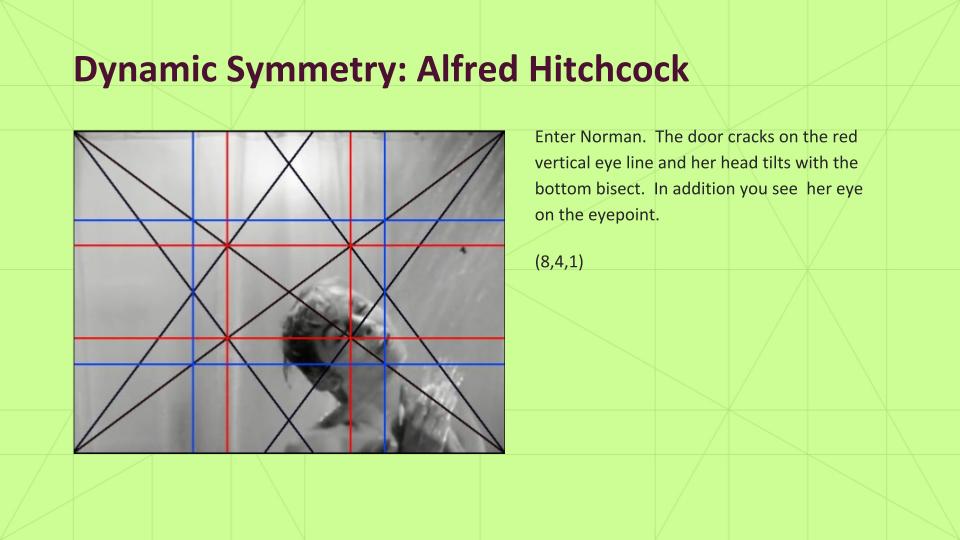 Dynamic Symmetry: Alfred Hitchcock
Enter Norman.  The door cracks on the red
vertical eye line and her head tilts with the
bottom bisect.  In addition you see  her eye
on the eyepoint.
(8,4,1)